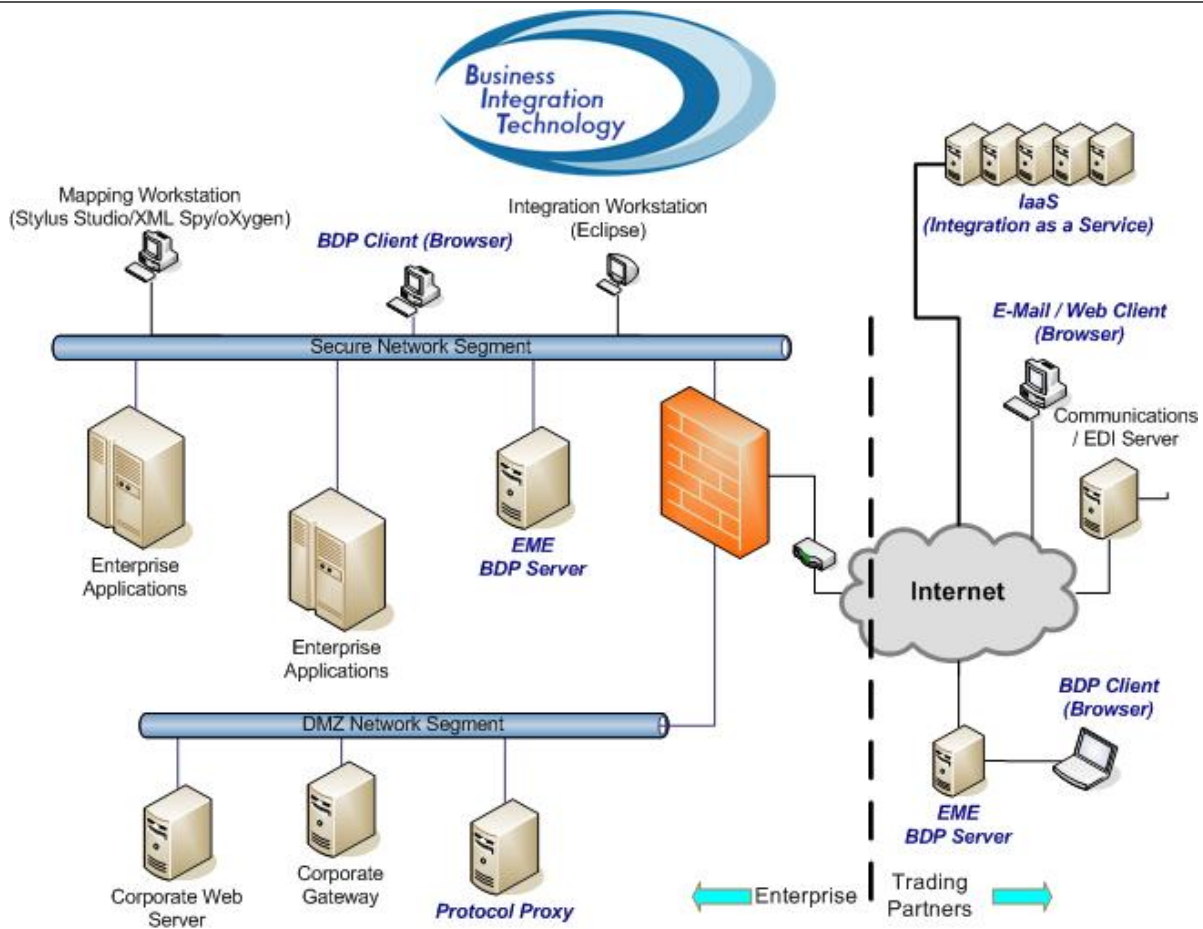 Business
Integration
Technology
Mapping Workstation
(Stylus Studio/XML Spy/oXygen)
BDP Client (Browser)
Integration Workstation
(Eclipse)
IaaS
(Integration as a Service)
Secure Network Segment
E-Mail / Web Client
(Browser)
Communications
/ EDI Server
Enterprise
Applications
EME
BDP Server
Enterprise
Applications
Internet
DMZ Network Segment
BDP Client
(Browser)
EME
BDP Server
Corporate Web
Server
Corporate
Gateway
Protocol Proxy
Enterprise
Trading
Partners